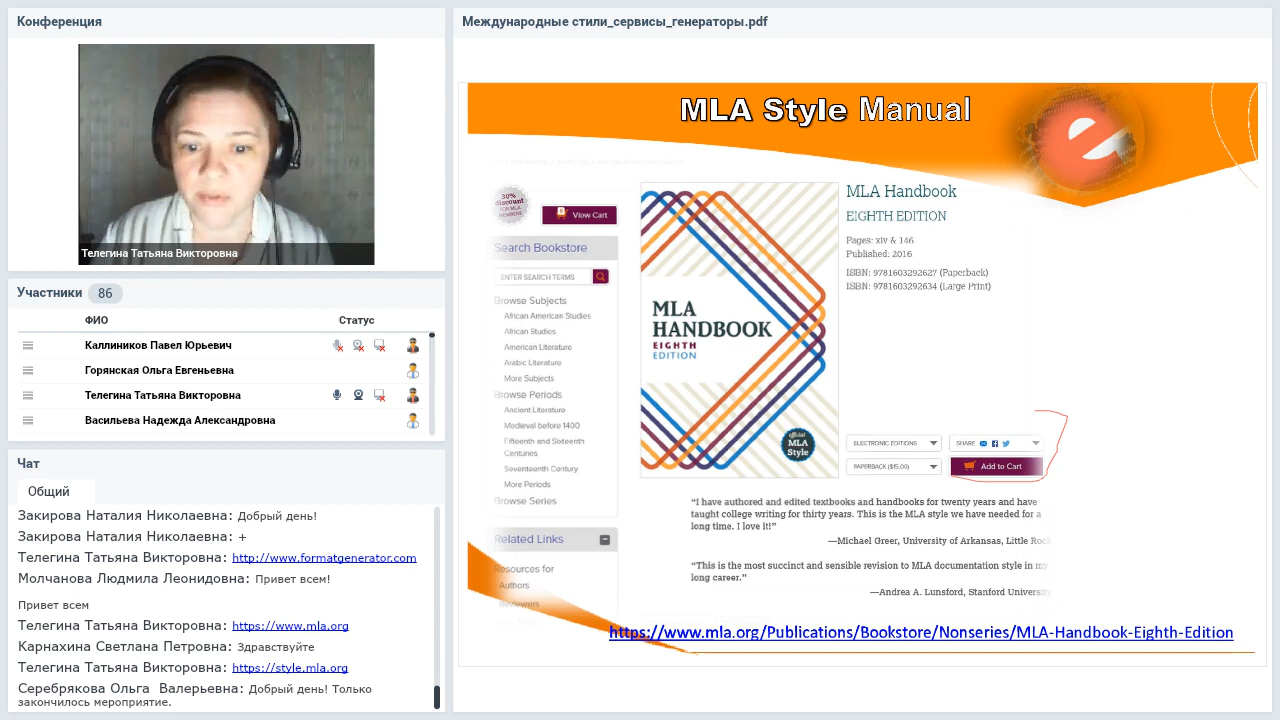 Конференция
Телегина Татьяна Викторовна
Участники 86
ФИО Статус
Каллиников Павел Юрьевич
Горянская Ольга Евгеньевна
Телегина Татьяна Викторовна
Васильева Надежда Александровна
Чат
Общий
Закирова Наталия Николаевна: Добрый день!
Закирова Наталия Николаевна: +
Телегина Татьяна Викторовна: http://www.formatgenerator.com
Молчанова Людмила Леонидовна: Привет всем!
Привет всем
Телегина Татьяна Викторовна: https://www.mla.org
Карнахина Светлана Петровна: Здравствуйте
Телегина Татьяна Викторовна: https://style.mla.org
Серебрякова Ольга Валерьевна: Добрый день! Только
закончилось мероприятие.
Международные стили_сервисы_генераторы.pdf
MLA Style Manual
e
30%
discount
FOR MLA
MEMBERS
View Cart
Search Bookstore
ENTER SEARCH TERMS
Browse Subjects
African American Studies
African Studies
American Literature
Arabic Literature
More Subjects
Browse Periods
Ancient Literature
Medieval before 1400
Fifteenth and Sixteenth
Centuries
Seventeenth Century
More Periods
Browse Series
Related Links
Resources for
Authors
Reviewers
MLA
HANDBOOK
EIGHTH
EDITION
official
MLA
Style
MLA Handbook
EIGHTH EDITION
Pages: xiv & 146
Published: 2016
ISBN: 9781603292627 (Paperback)
ISBN: 9781603292634 (Large Print)
ELECTRONIC EDITIONS
SHARE
PAPERBACK ($15.00)
Add to Cart
“I have authored and edited textbooks and handbooks for twenty years and have
taught college writing for thirty years. This is the MLA style we have needed for a
long time. I love it!”
—Michael Greer, University of Arkansas, Little Roc
“This is the most succinct and sensible revision to MLA documentation style in my
long career.”
—Andrea A. Lunsford, Stanford University
https://www.mla.org/Publications/Bookstore/Nonseries/MLA-Handbook-Eighth-Edition